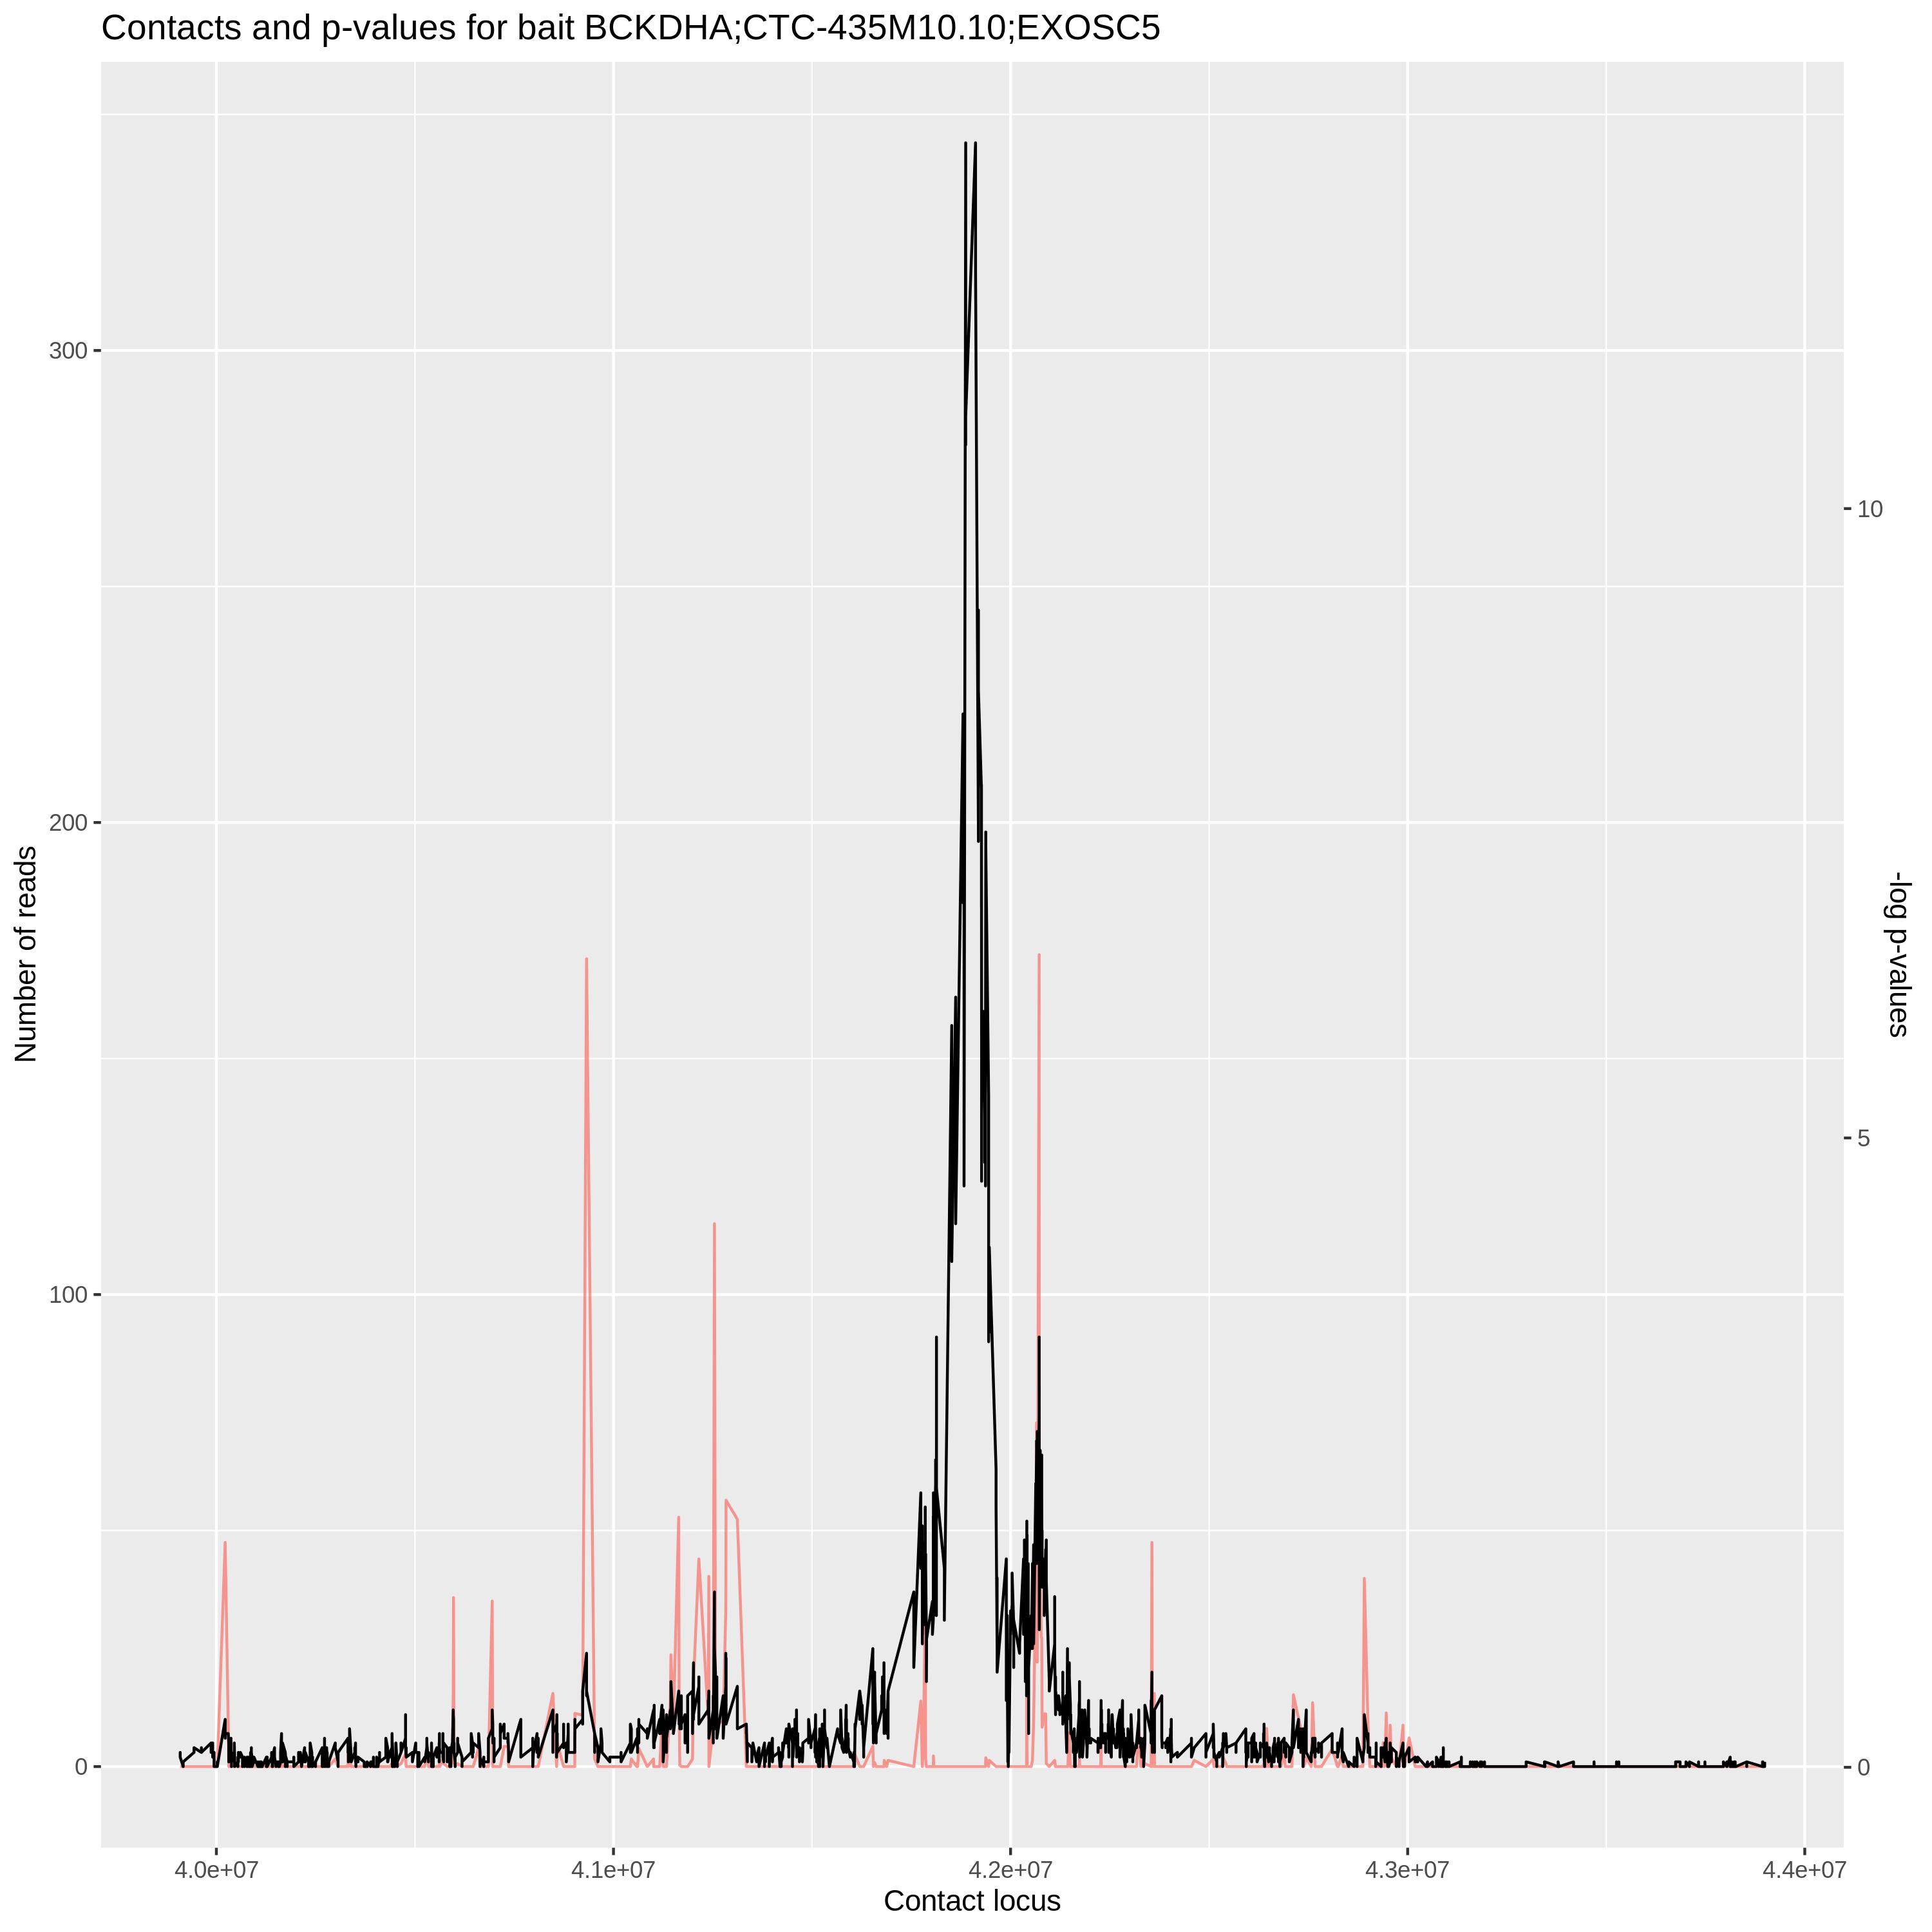 Contacts and p-values for bait BCKDHA;CTC-435M10.10;EXOSC5
300
200
100
0
Number of reads
10
5
0
-log p-values
4.0e+07
4.1e+07
4.2e+07
4.3e+07
4.4e+07
Contact locus